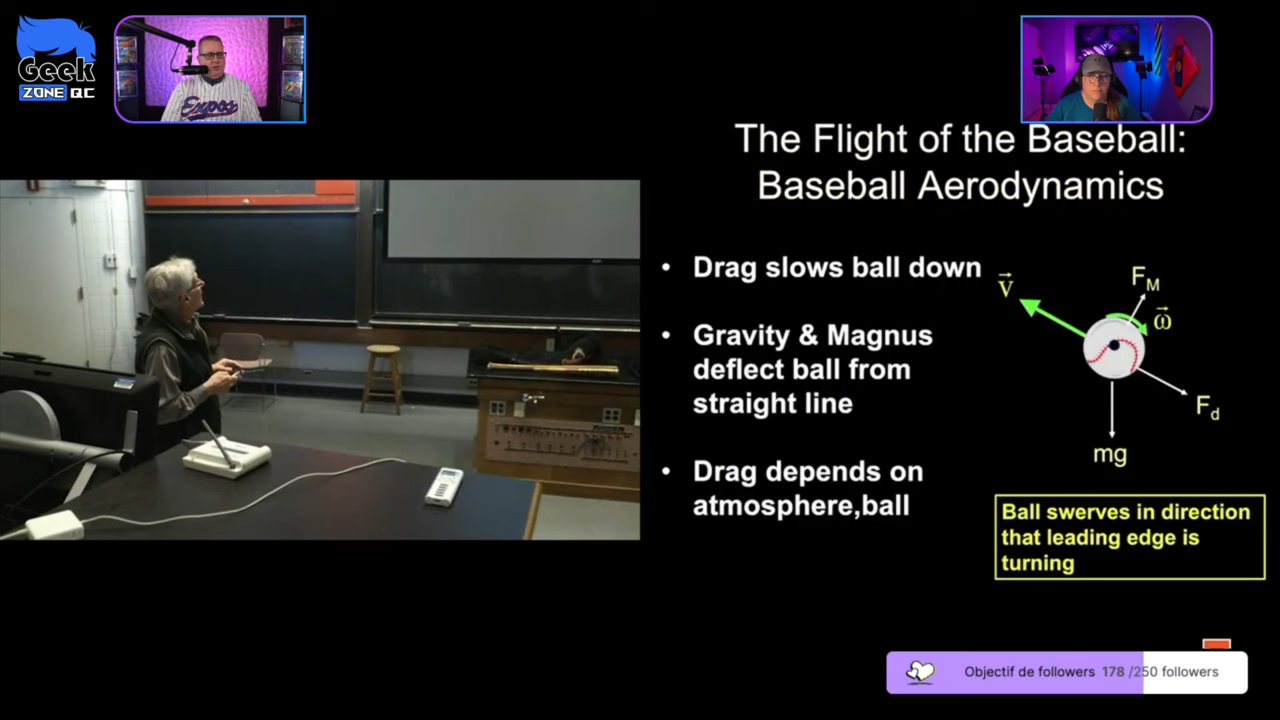 Geek
ZONE QC
Expos
The Flight of the Baseball:
Baseball Aerodynamics
• Drag slows ball down
• Gravity & Magnus
deflect ball from
straight line
• Drag depends on
atmosphere,ball
v
F_M
ω
F_d
mg
Ball swerves in direction
that leading edge is
turning
Objectif de followers 178 /250 followers